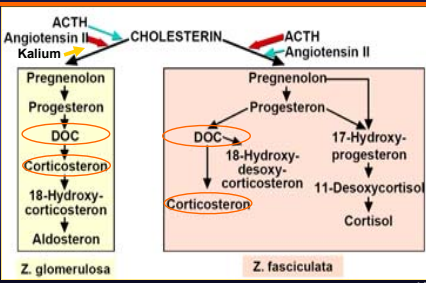 ACTH
Angiotensin II
Kalium
CHOLESTERIN
ACTH
Angiotensin II
Pregnenolon
Progesteron
DOC
Corticosteron
18-Hydroxy-
corticosteron
Aldosteron
Z. glomerulosa
Pregnenolon
Progesteron
DOC
18-Hydroxy-
desoxy-
corticosteron
Corticosteron
17-Hydroxy-
progesteron
11-Desoxycortisol
Cortisol
Z. fasciculata